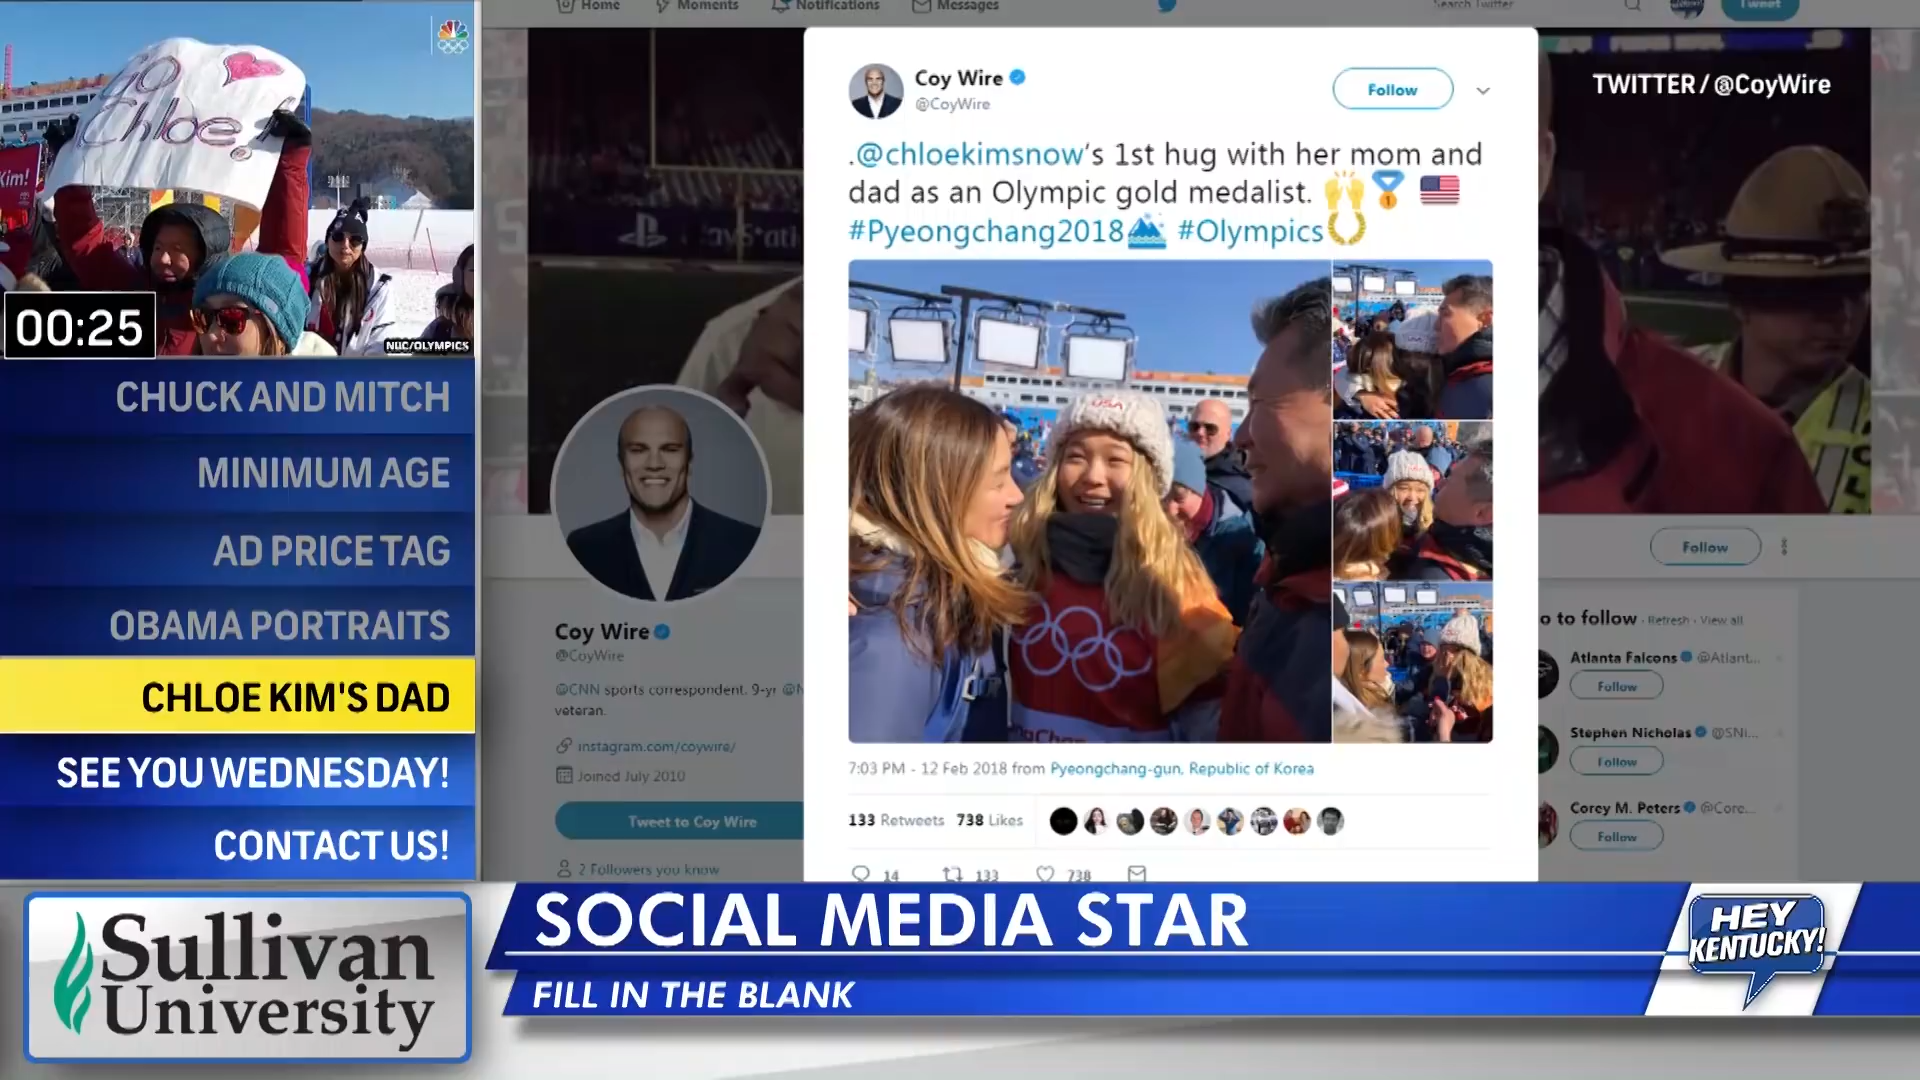 Home
Moments
Notifications
Messages
Search Twitter
Tweet
GO
Chloe!
Kim!
00:25
NBC/OLYMPICS
CHUCK AND MITCH
MINIMUM AGE
AD PRICE TAG
OBAMA PORTRAITS
CHLOE KIM'S DAD
SEE YOU WEDNESDAY!
CONTACT US!
Sullivan
University
TWITTER / @CoyWire
Coy Wire
@CoyWire
Follow
.@chloekimsnow's 1st hug with her mom and
dad as an Olympic gold medalist.
#Pyeongchang2018 #Olympics
USA
7:03 PM - 12 Feb 2018 from Pyeongchang-gun, Republic of Korea
133 Retweets 738 Likes
14 133 738
Coy Wire
@CoyWire
@CNN sports correspondent. 9-yr
veteran.
instagram.com/coywire/
Joined July 2010
Tweet to Coy Wire
2 Followers you know
Follow
o to follow · Refresh · View all
Atlanta Falcons @Atlant...
Follow
Stephen Nicholas @SNi...
Follow
Corey M. Peters @Core...
Follow
SOCIAL MEDIA STAR
FILL IN THE BLANK
HEY
KENTUCKY!